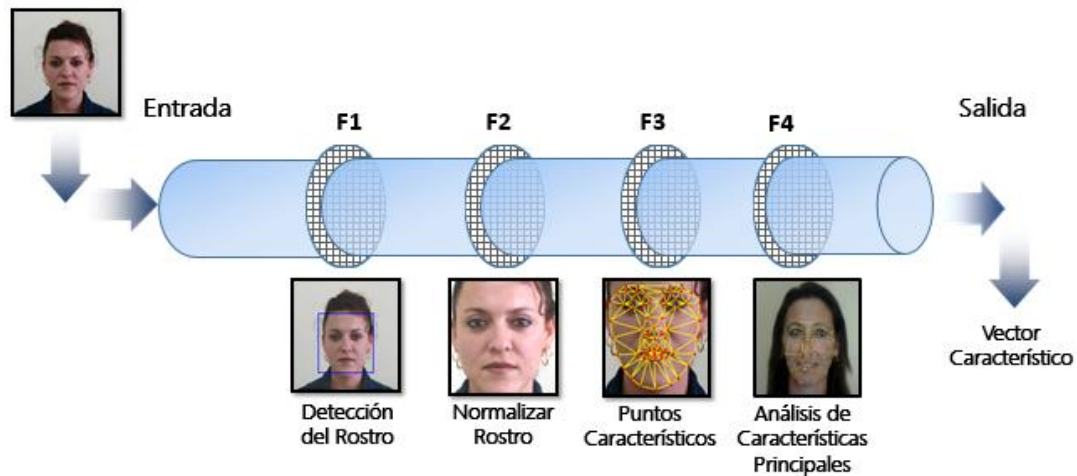 Entrada
Salida
F1
F2
F3
F4
Detección
del Rostro
Normalizar
Rostro
Puntos
Característicos
Análisis de
Características
Principales
Vector
Característico